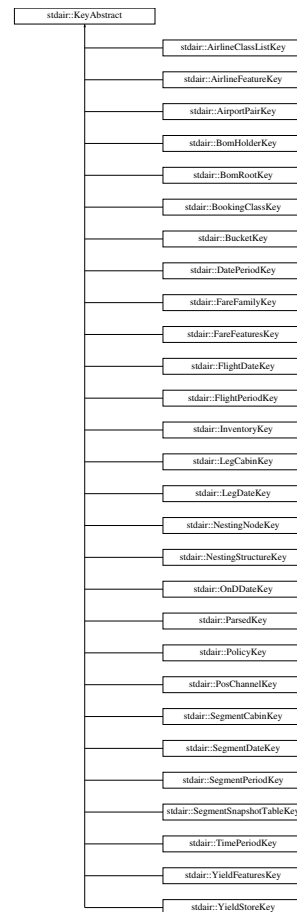 stdair::KeyAbstract
stdair::AirlineClassListKey
stdair::AirlineFeatureKey
stdair::AirportPairKey
stdair::BomHolderKey
stdair::BomRootKey
stdair::BookingClassKey
stdair::BucketKey
stdair::DatePeriodKey
stdair::FareFamilyKey
stdair::FareFeaturesKey
stdair::FlightDateKey
stdair::FlightPeriodKey
stdair::InventoryKey
stdair::LegCabinKey
stdair::LegDateKey
stdair::NestingNodeKey
stdair::NestingStructureKey
stdair::OnDDateKey
stdair::ParsedKey
stdair::PolicyKey
stdair::PosChannelKey
stdair::SegmentCabinKey
stdair::SegmentDateKey
stdair::SegmentPeriodKey
stdair::SegmentSnapshotTableKey
stdair::TimePeriodKey
stdair::YieldFeaturesKey
stdair::YieldStoreKey